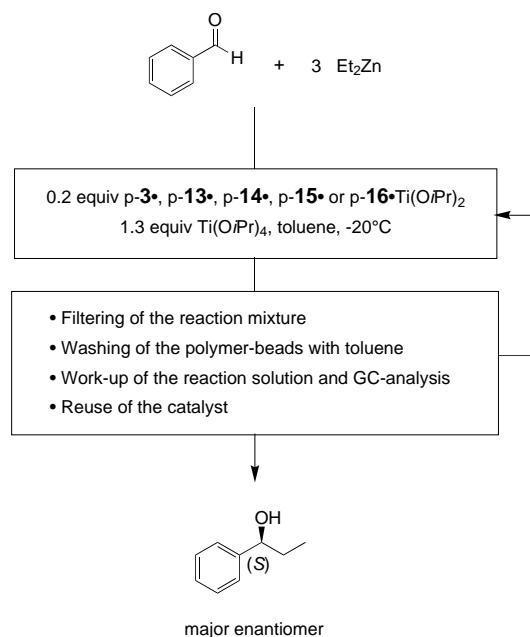 O
H
+ 3 Et2Zn
0.2 equiv p-3•, p-13•, p-14•, p-15• or p-16•Ti(OiPr)2
1.3 equiv Ti(OiPr)4, toluene, -20°C
• Filtering of the reaction mixture
• Washing of the polymer-beads with toluene
• Work-up of the reaction solution and GC-analysis
• Reuse of the catalyst
OH
(S)
major enantiomer